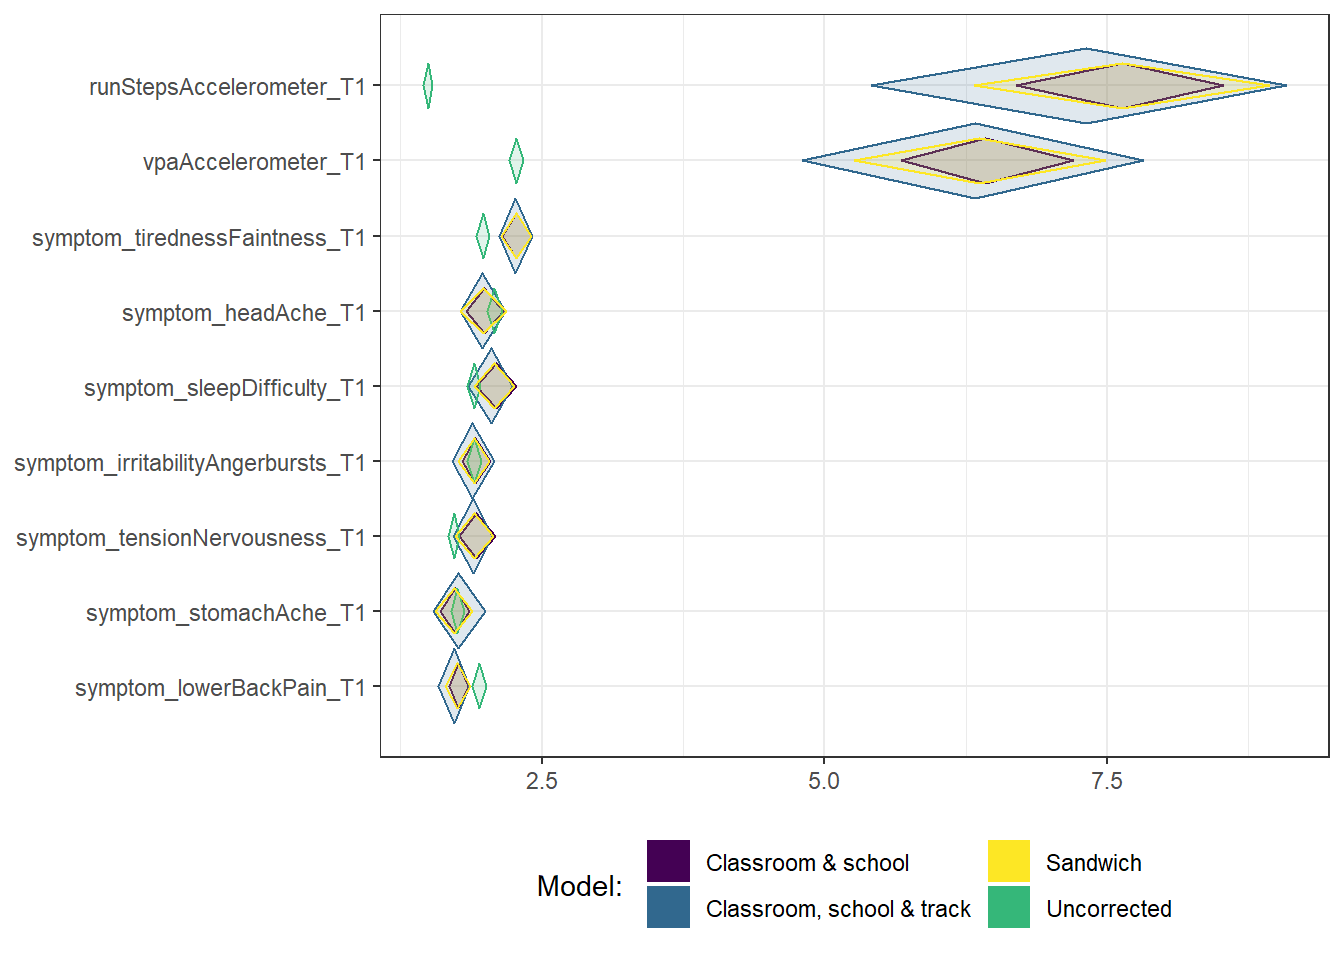 runStepsAccelerometer_T1
vpaAccelerometer_T1
symptom_tirednessFaintness_T1
symptom_headAche_T1
symptom_sleepDifficulty_T1
symptom_irritabilityAngerbursts_T1
symptom_tensionNervousness_T1
symptom_stomachAche_T1
symptom_lowerBackPain_T1
2.5 5.0 7.5
Model:
Classroom & school
Classroom, school & track
Sandwich
Uncorrected